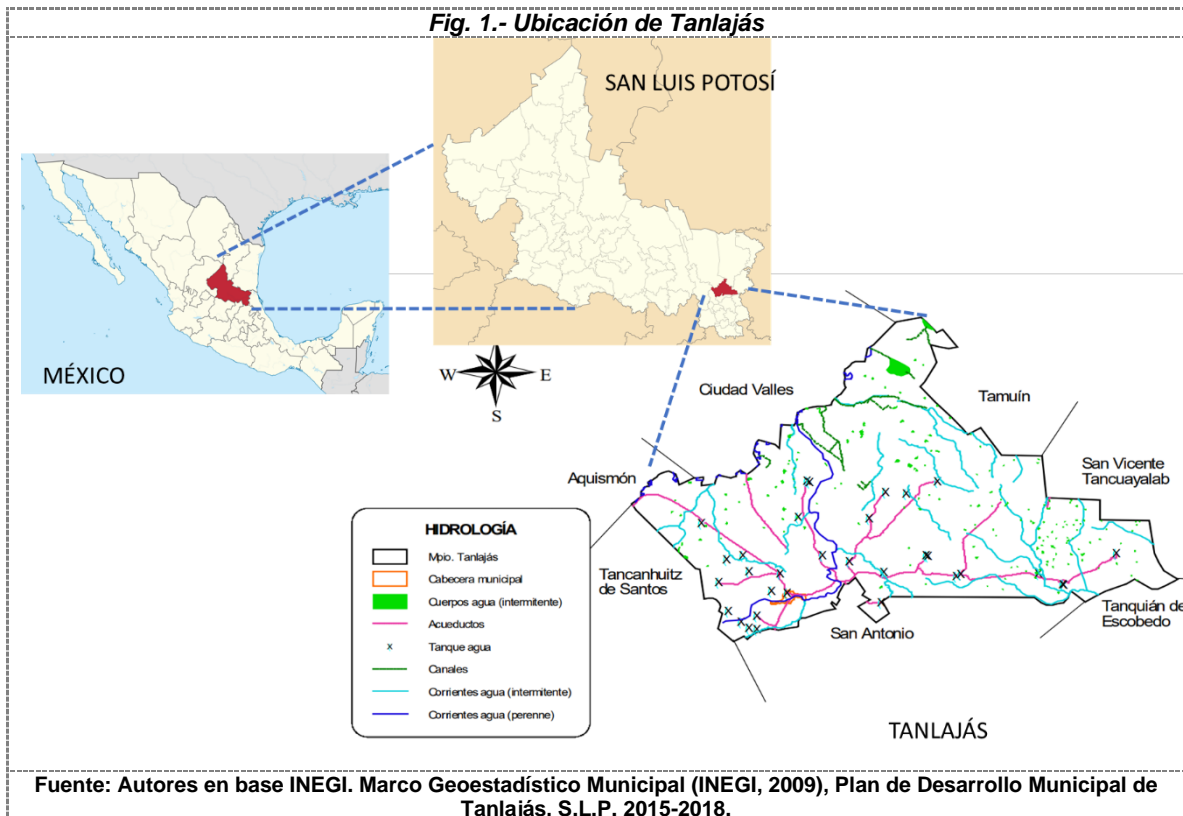 Fig. 1.- Ubicación de Tanlajás
SAN LUIS POTOSÍ
MÉXICO
W
E
S
Ciudad Valles
Tamuín
Aquismón
San Vicente
Tancuayalab
HIDROLOGÍA
Mpio. Tanlajás
Cabecera municipal
Cuerpos agua (intermitente)
Acueductos
x Tanque agua
Canales
Corrientes agua (intermitente)
Corrientes agua (perenne)
Tancanhuitz
de Santos
San Antonio
Tanquián de
Escobedo
TANLAJÁS
Fuente: Autores en base INEGI. Marco Geoestadístico Municipal (INEGI, 2009), Plan de Desarrollo Municipal de
Tanlajás, S.L.P. 2015-2018.